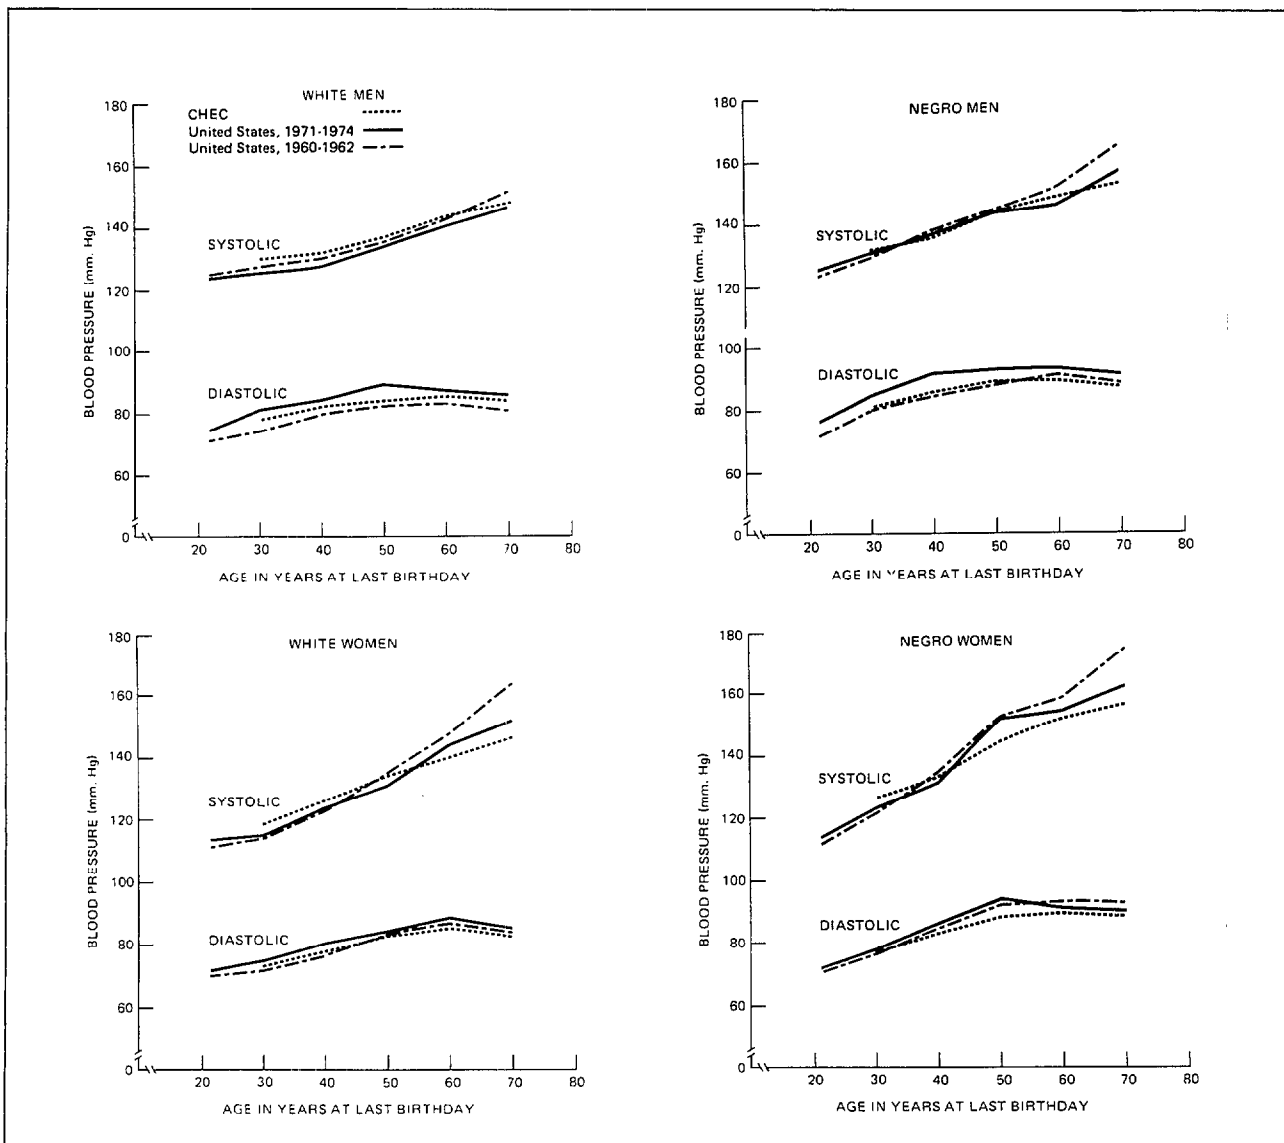 WHITE MEN
CHEC
United States, 1971-1974
United States, 1960-1962
180
160
140
120
100
80
60
0
BLOOD PRESSURE (mm. Hg)
SYSTOLIC
DIASTOLIC
20 30 40 50 60 70 80
AGE IN YEARS AT LAST BIRTHDAY
NEGRO MEN
180
160
140
120
100
80
60
0
BLOOD PRESSURE (mm. Hg)
SYSTOLIC
DIASTOLIC
20 30 40 50 60 70 80
AGE IN YEARS AT LAST BIRTHDAY
WHITE WOMEN
180
160
140
120
100
80
60
0
BLOOD PRESSURE (mm. Hg)
SYSTOLIC
DIASTOLIC
20 30 40 50 60 70 80
AGE IN YEARS AT LAST BIRTHDAY
NEGRO WOMEN
180
160
140
120
100
80
60
0
BLOOD PRESSURE (mm. Hg)
SYSTOLIC
DIASTOLIC
20 30 40 50 60 70 80
AGE IN YEARS AT LAST BIRTHDAY